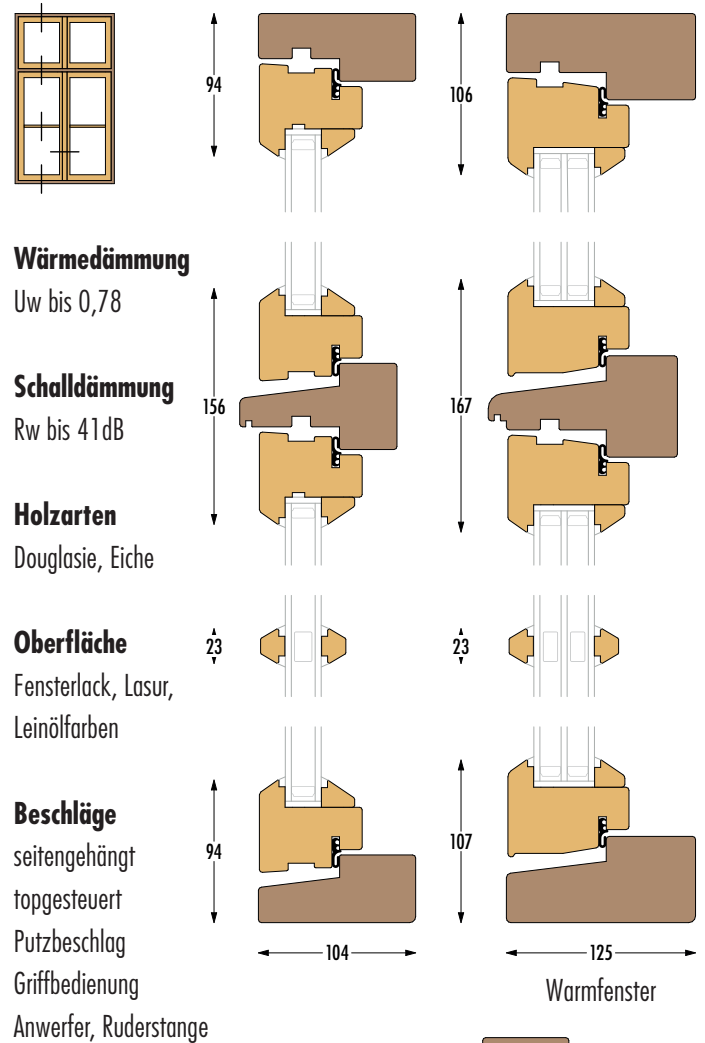 94
106
Wärmedämmung
Uw bis 0,78
Schalldämmung
Rw bis 41dB
156
167
Holzarten
Douglasie, Eiche
Oberfläche
Fensterlack, Lasur,
Leinölfarben
23
23
Beschläge
seitengehängt
topgesteuert
Putzbeschlag
Griffbedienung
Anwerfer, Ruderstange
94
107
104
125
Warmfenster